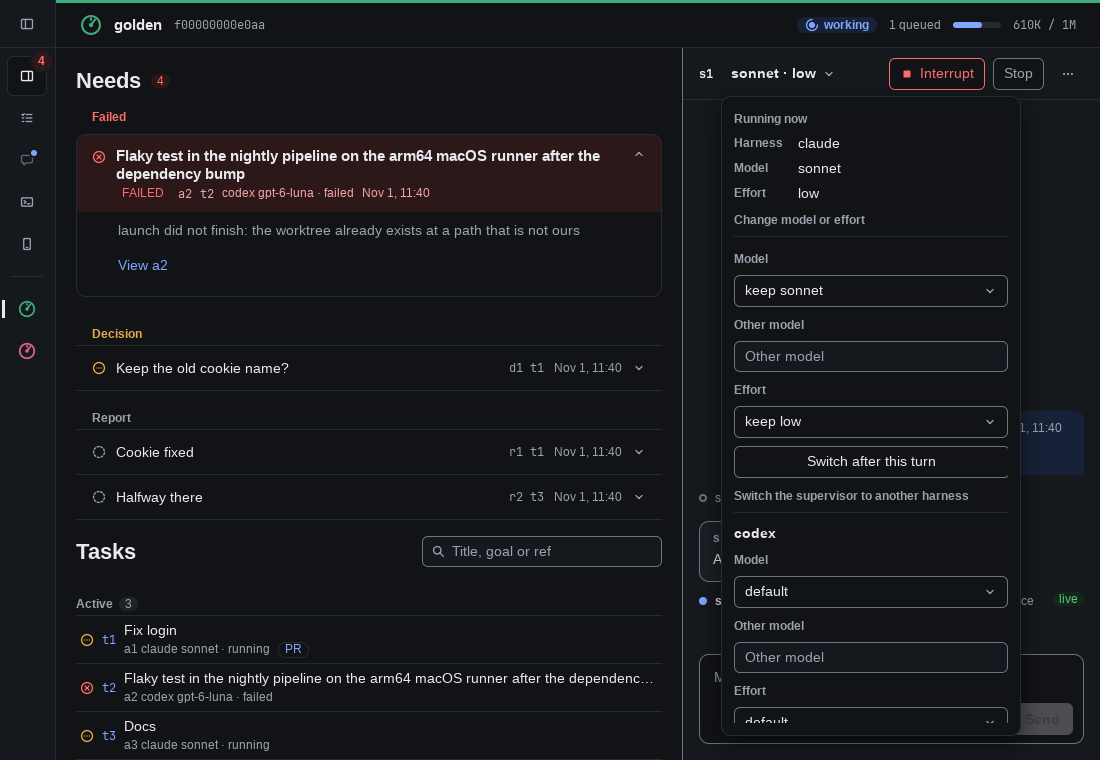 golden f00000000e0aa
working 1 queued 610K / 1M
4
Needs 4
Failed
Flaky test in the nightly pipeline on the arm64 macOS runner after the
dependency bump
FAILED a2 t2 codex gpt-6-luna · failed Nov 1, 11:40
launch did not finish: the worktree already exists at a path that is not ours
View a2
Decision
Keep the old cookie name? d1 t1 Nov 1, 11:40
Report
Cookie fixed r1 t1 Nov 1, 11:40
Halfway there r2 t3 Nov 1, 11:40
Tasks
Title, goal or ref
Active 3
t1 Fix login
a1 claude sonnet · running PR
t2 Flaky test in the nightly pipeline on the arm64 macOS runner after the dependenc…
a2 codex gpt-6-luna · failed
t3 Docs
a3 claude sonnet · running
s1 sonnet · low
Interrupt
Stop
Running now
Harness claude
Model sonnet
Effort low
Change model or effort
Model
keep sonnet
Other model
Other model
Effort
keep low
Switch after this turn
Switch the supervisor to another harness
codex
Model
default
Other model
Other model
Effort
default
1, 11:40
live
Send